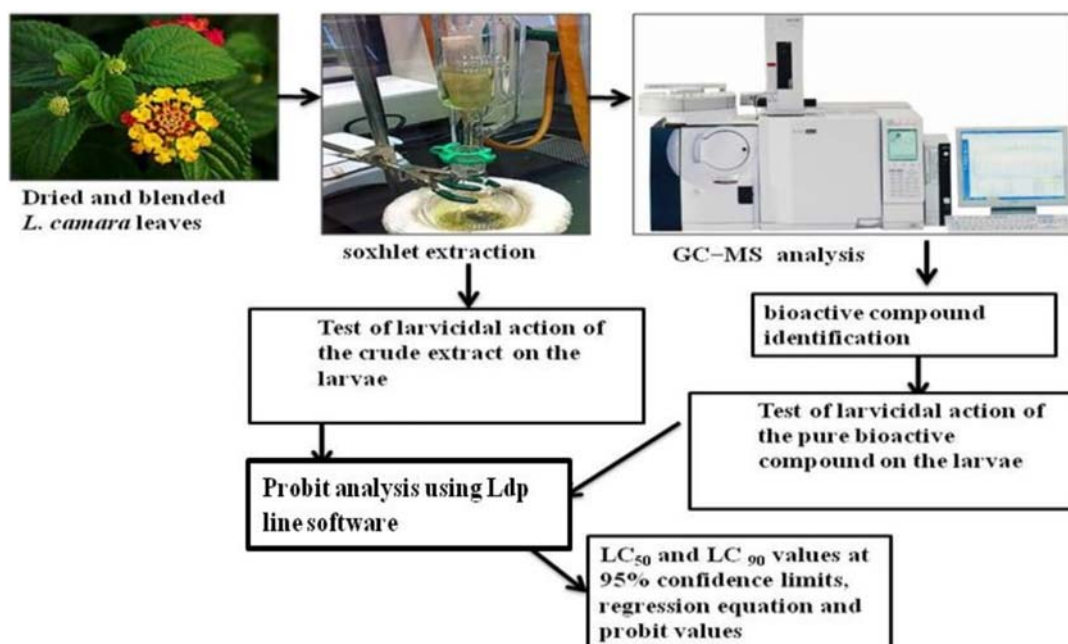 Dried and blended
L. camara leaves
soxhlet extraction
GC-MS analysis
Test of larvicidal action of
the crude extract on the
larvae
bioactive compound
identification
Test of larvicidal action of
the pure bioactive
compound on the larvae
Probit analysis using Ldp
line software
LC50 and LC 90 values at
95% confidence limits,
regression equation and
probit values